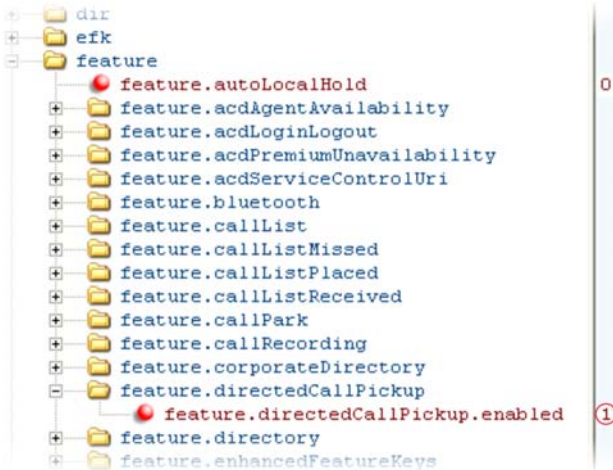 dir
efk
feature
feature.autoLocalHold 0
feature.acdAgentAvailability
feature.acdLoginLogout
feature.acdPremiumUnavailability
feature.acdServiceControlUri
feature.bluetooth
feature.callList
feature.callListMissed
feature.callListPlaced
feature.callListReceived
feature.callPark
feature.callRecording
feature.corporateDirectory
feature.directedCallPickup
feature.directedCallPickup.enabled 1
feature.directory
feature.enhancedFeatureKeys